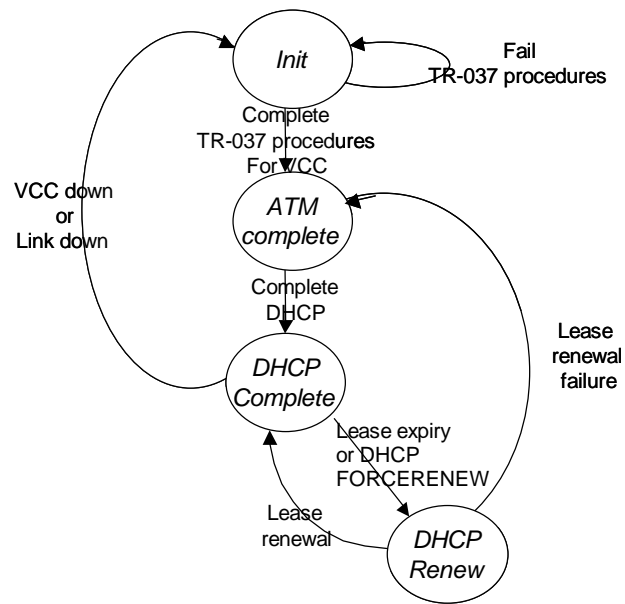 Init
Fail
TR-037 procedures
Complete
TR-037 procedures
For VCC
VCC down
or
Link down
ATM
complete
Complete
DHCP
Lease
renewal
failure
DHCP
Complete
Lease expiry
or DHCP
FORCERENEW
Lease
renewal
DHCP
Renew